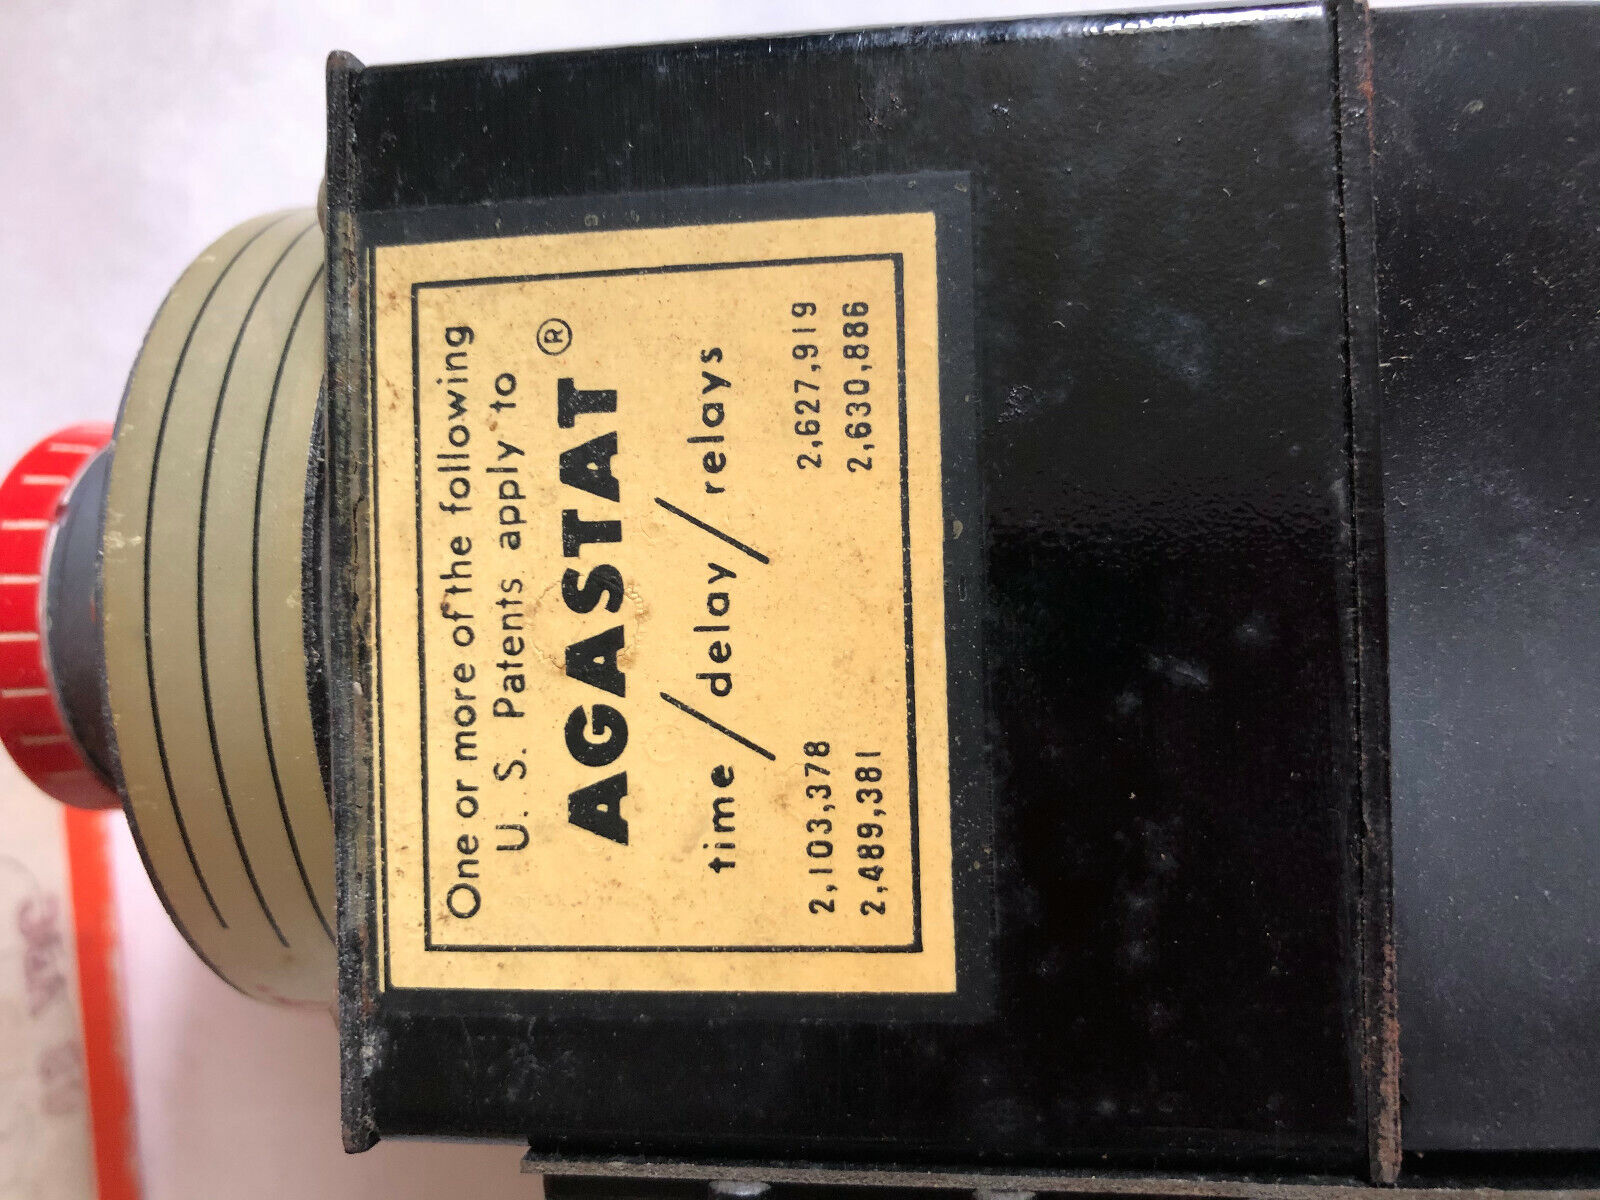 One or more of the following
U. S. Patents apply to
AGASTAT ®
time / delay / relays
2,103,378 2,627,919
2,489,381 2,630,886